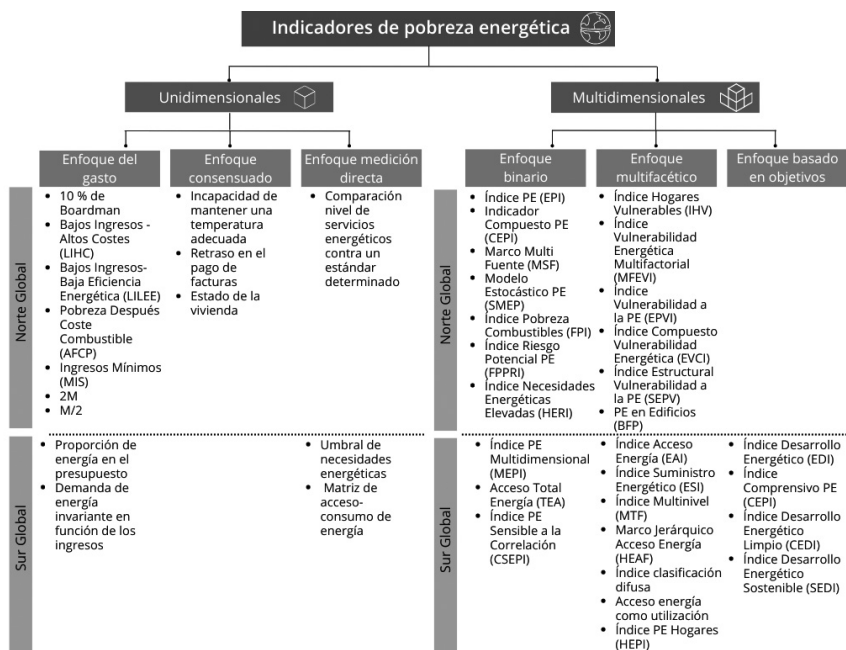 Indicadores de pobreza energética
Unidimensionales
Multidimensionales
Enfoque del
gasto
Enfoque
consensuado
Enfoque medición
directa
Enfoque
binario
Enfoque
multifacético
Enfoque basado
en objetivos
Norte Global
• 10 % de
Boardman
• Bajos Ingresos -
Altos Costes
(LIHC)
• Bajos Ingresos-
Baja Eficiencia
Energética (LILEE)
• Pobreza Después
Coste
Combustible
(AFCP)
• Ingresos Mínimos
(MIS)
• 2M
• M/2
• Incapacidad de
mantener una
temperatura
adecuada
• Retraso en el
pago de
facturas
• Estado de la
vivienda
• Comparación
nivel de
servicios
energéticos
contra un
estándar
determinado
Sur Global
• Proporción de
energía en el
presupuesto
• Demanda de
energía
invariante en
función de los
ingresos
• Umbral de
necesidades
energéticas
• Matriz de
acceso-
consumo de
energía
Norte Global
• Índice PE (EPI)
• Indicador
Compuesto PE
(CEPI)
• Marco Multi
Fuente (MSF)
• Modelo
Estocástico PE
(SMEP)
• Índice Pobreza
Combustibles (FPI)
• Índice Riesgo
Potencial PE
(FPPRI)
• Índice Necesidades
Energéticas
Elevadas (HERI)
• Índice Hogares
Vulnerables (IHV)
• Índice
Vulnerabilidad
Energética
Multifactorial
(MFEVI)
• Índice
Vulnerabilidad a
la PE (EPVI)
• Índice Compuesto
Vulnerabilidad
Energética (EVCI)
• Índice Estructural
Vulnerabilidad a
la PE (SEPV)
• PE en Edificios
(BFP)
Sur Global
• Índice PE
Multidimensional
(MEPI)
• Acceso Total
Energía (TEA)
• Índice PE
Sensible a la
Correlación
(CSEPI)
• Índice Acceso
Energía (EAI)
• Índice Suministro
Energético (ESI)
• Índice Multinivel
(MTF)
• Marco Jerárquico
Acceso Energía
(HEAF)
• Índice clasificación
difusa
• Acceso energía
como utilización
• Índice PE Hogares
(HEPI)
• Índice Desarrollo
Energético (EDI)
• Índice
Comprensivo PE
(CEPI)
• Índice Desarrollo
Energético
Limpio (CEDI)
• Índice Desarrollo
Energético
Sostenible (SEDI)